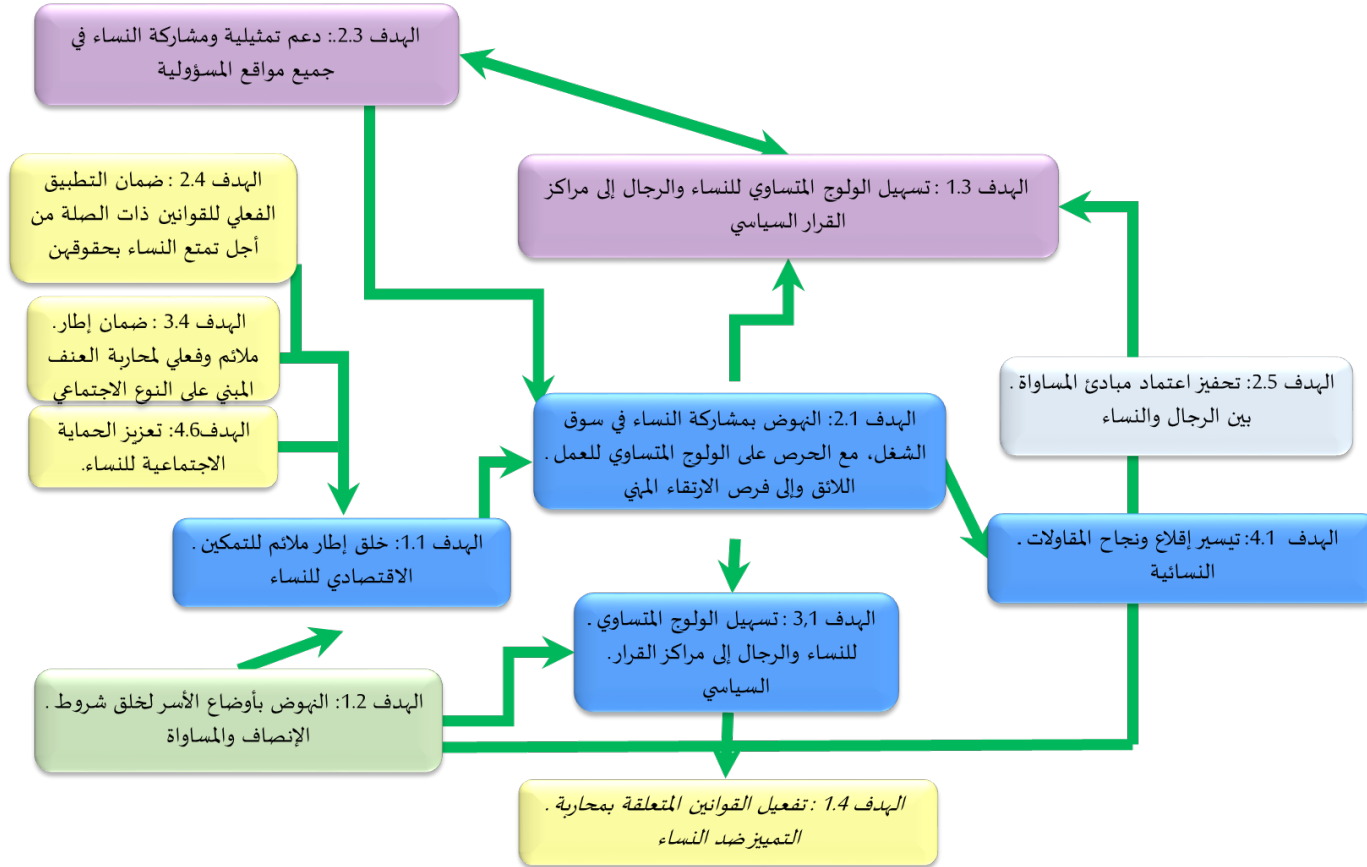 الهدف 2.3.: دعم تمثيلية ومشاركة النساء في
جميع مواقع المسؤولية
الهدف 1.3 : تسهيل الولوج المتساوي للنساء والرجال إلى مراكز
القرار السياسي
الهدف 2.4 : ضمان التطبيق
الفعلي للقوانين ذات الصلة من
أجل تمتع النساء بحقوقهن
الهدف 3.4 : ضمان إطار.
ملائم وفعلي لمحاربة العنف
المبني على النوع الاجتماعي
الهدف4.6: تعزيز الحماية
الاجتماعية للنساء.
الهدف 2.5: تحفيز اعتماد مبادئ المساواة .
بين الرجال والنساء
الهدف 2.1: النهوض بمشاركة النساء في سوق
الشغل، مع الحرص على الولوج المتساوي للعمل .
اللائق وإلى فرص الارتقاء المهني
الهدف 1.1: خلق إطار ملائم للتمكين .
الاقتصادي للنساء
الهدف 4.1: تيسير إقلاع ونجاح المقاولات .
النسائية
الهدف 3,1 : تسهيل الولوج المتساوي .
للنساء والرجال إلى مراكز القرار.
السياسي
الهدف 1.2: النهوض بأوضاع الأسر لخلق شروط .
الإنصاف والمساواة
الهدف 1.4 : تفعيل القوانين المتعلقة بمحاربة .
التمييز ضد النساء